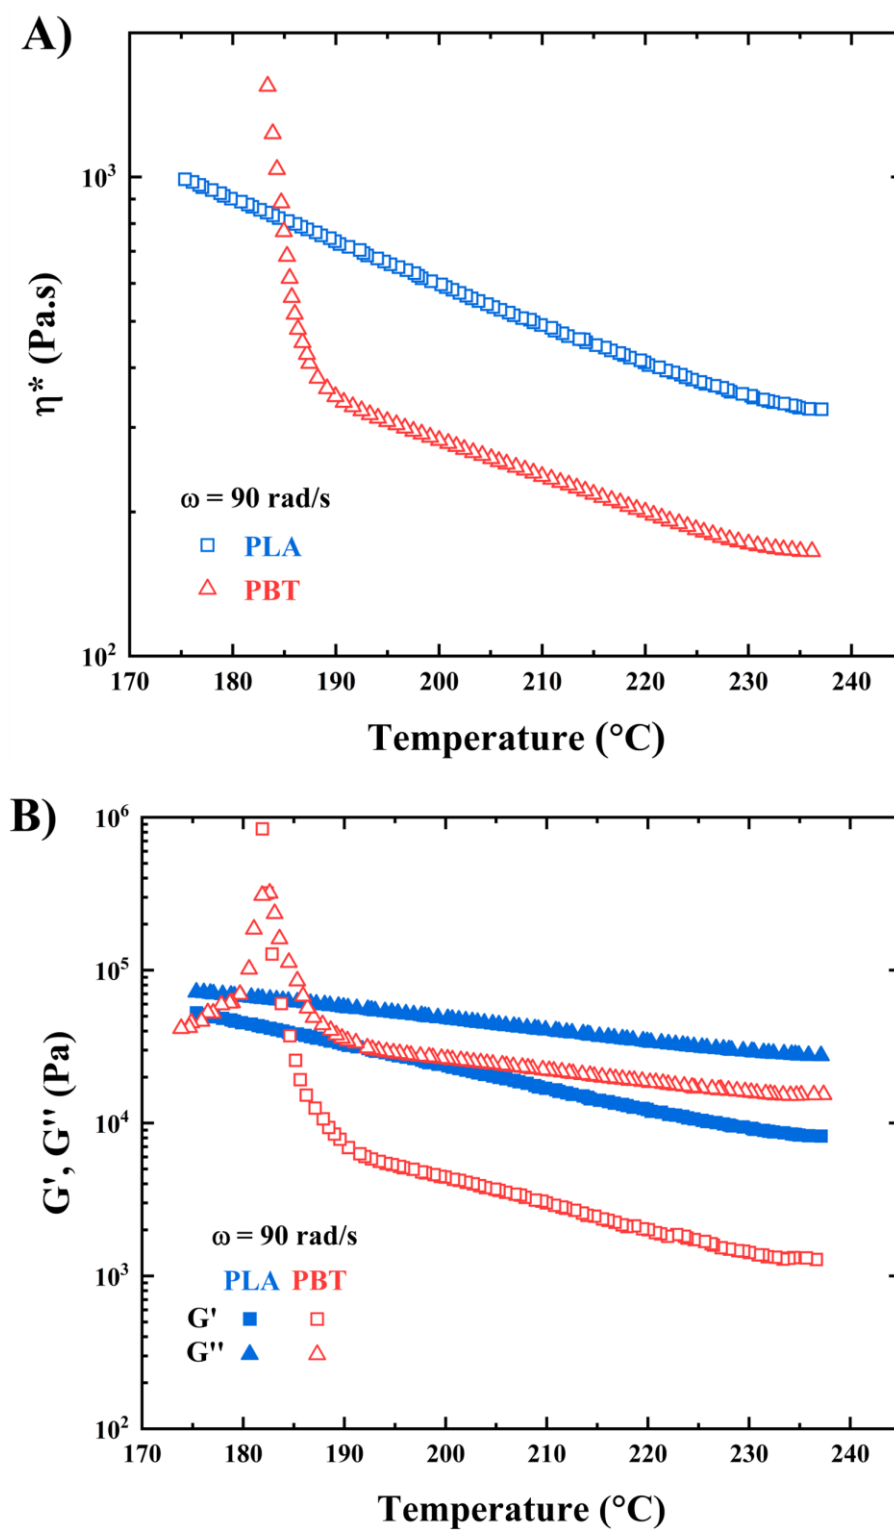 A)
10³
η* (Pa.s)
ω = 90 rad/s
PLA
PBT
10²
170 180 190 200 210 220 230 240
Temperature (°C)
B)
10⁶
10⁵
G', G'' (Pa)
10⁴
ω = 90 rad/s
PLA PBT
10³
G'
G''
10²
170 180 190 200 210 220 230 240
Temperature (°C)